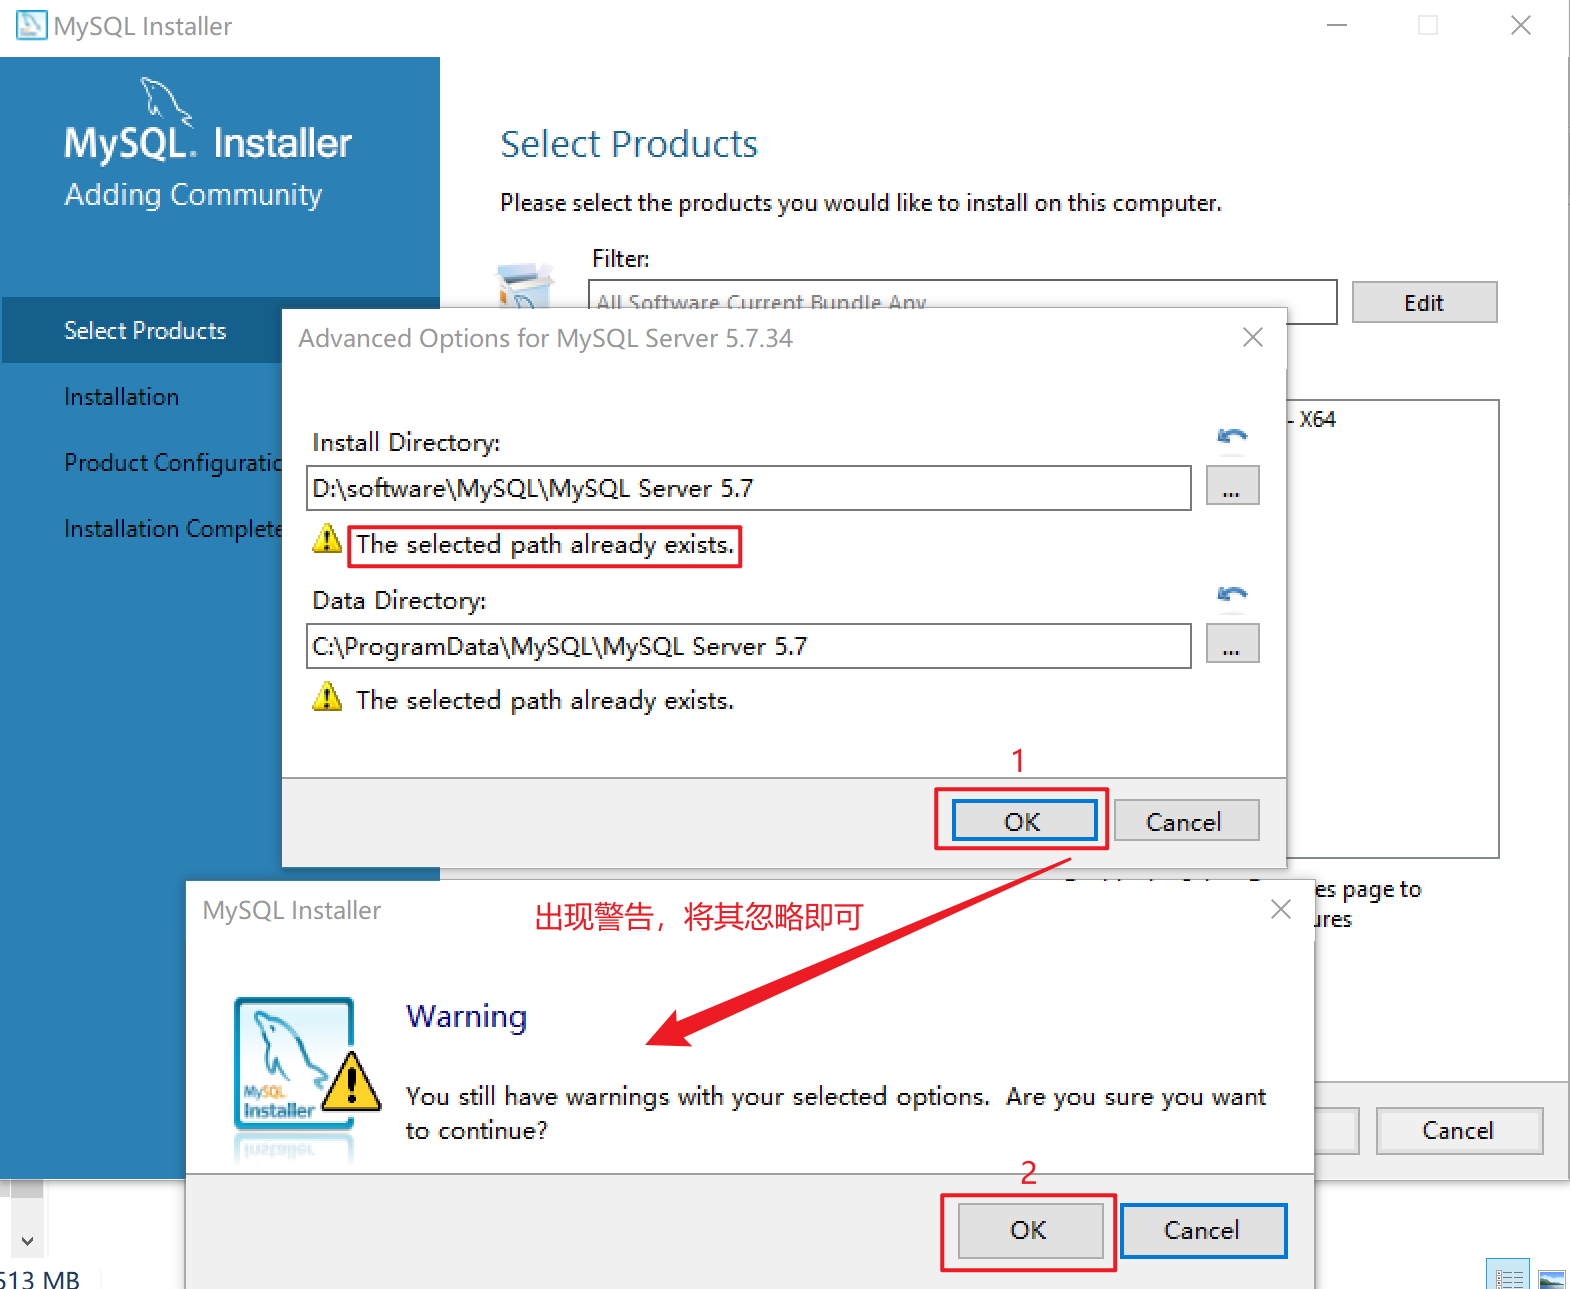 MySQL Installer
MySQL. Installer
Adding Community
Select Products
Installation
Product Configuratic
Installation Complete
Select Products
Please select the products you would like to install on this computer.
Filter:
All Software,Current Bundle,Any
Edit
- X64
Advanced Options for MySQL Server 5.7.34
Install Directory:
D:\software\MySQL\MySQL Server 5.7
...
The selected path already exists.
Data Directory:
C:\ProgramData\MySQL\MySQL Server 5.7
...
The selected path already exists.
1
OK
Cancel
es page to
ures
MySQL Installer
出现警告，将其忽略即可
MySQL
Installer
Warning
You still have warnings with your selected options.  Are you sure you want
to continue?
2
OK
Cancel
Cancel
513 MB